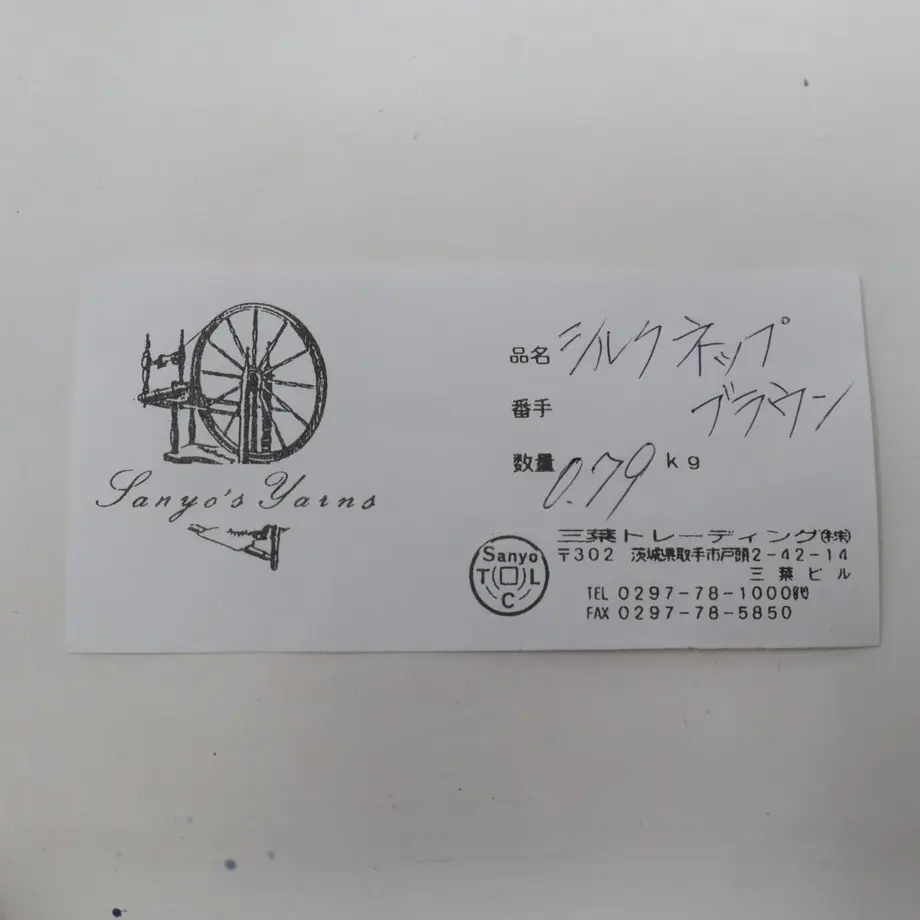 Sanyo's Yarns
品名 シルクネップ
番手 ブラウン
数量 0.79 kg
Sanyo
T L
C
三葉トレーディング㈱
〒302 茨城県取手市戸頭2-42-14
三葉ビル
TEL 0297-78-1000㈹
FAX 0297-78-5850